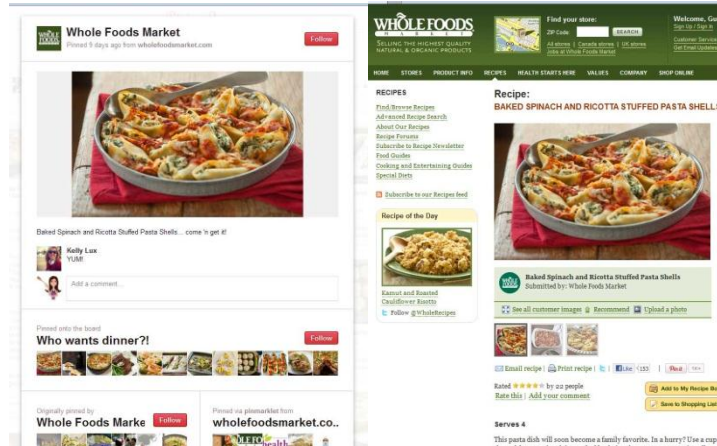 Whole Foods Market
Pinned 9 days ago from wholefoodsmarket.com
Follow
Baked Spinach and Ricotta Stuffed Pasta Shells... come 'n get it!
Kelly Lux
YUM!
Add a comment...
Pinned onto the board
Who wants dinner?!
Follow
Originally pinned by
Whole Foods Marke
Follow
Pinned via pinmarklet from
wholefoodsmarket.co..
WHOLE FOODS
MARKET
SELLING THE HIGHEST QUALITY
NATURAL & ORGANIC PRODUCTS
Find your store:
ZIP Code:
SEARCH
All stores | Canada stores | UK stores
Jobs at Whole Foods Market
Welcome, Gu
Sign Up / Sign In
Customer Service
Get Email Updates
HOME STORES PRODUCT INFO RECIPES HEALTH STARTS HERE VALUES COMPANY SHOP ONLINE
RECIPES
Find/Browse Recipes
Advanced Recipe Search
About Our Recipes
Recipe Forums
Subscribe to Recipe Newsletter
Food Guides
Cooking and Entertaining Guides
Special Diets
Subscribe to our Recipes feed
Recipe of the Day
Kamut and Roasted
Cauliflower Risotto
Follow @WholeRecipes
Recipe:
BAKED SPINACH AND RICOTTA STUFFED PASTA SHELLS
Baked Spinach and Ricotta Stuffed Pasta Shells
Submitted by: Whole Foods Market
See all customer images Recommend Upload a photo
Email recipe | Print recipe | Like 153 | Pin it
Rated by 22 people
Rate this | Add your comment
Add to My Recipe Bo
Save to Shopping List
Serves 4
This pasta dish will soon become a family favorite. In a hurry? Use a cup